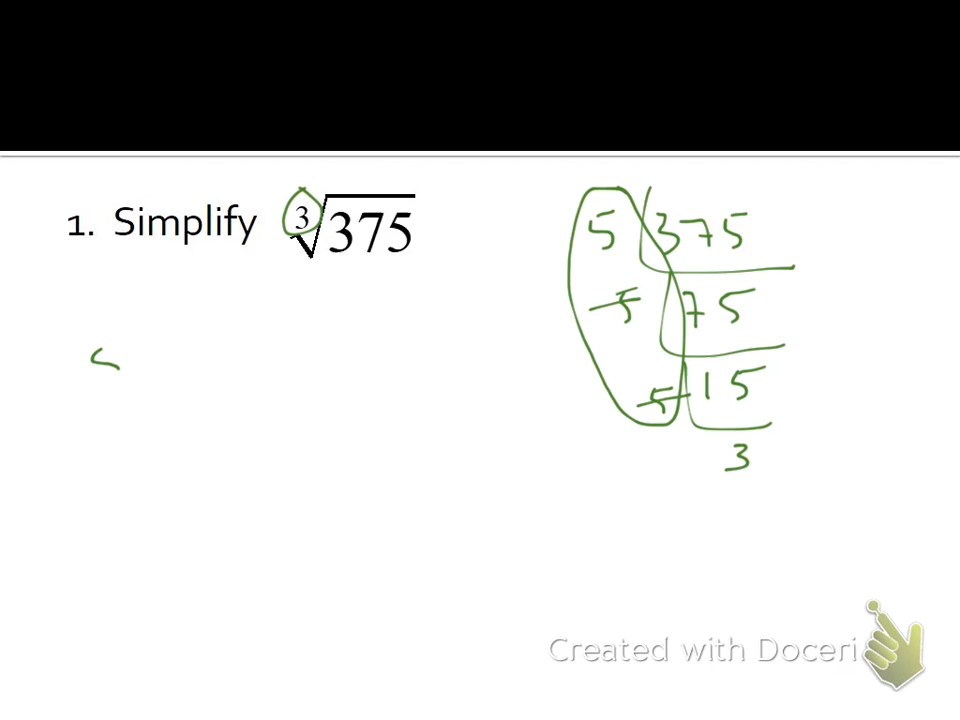 1. Simplify ∛375
5 375
5 75
5 15
3
Created with Doceri